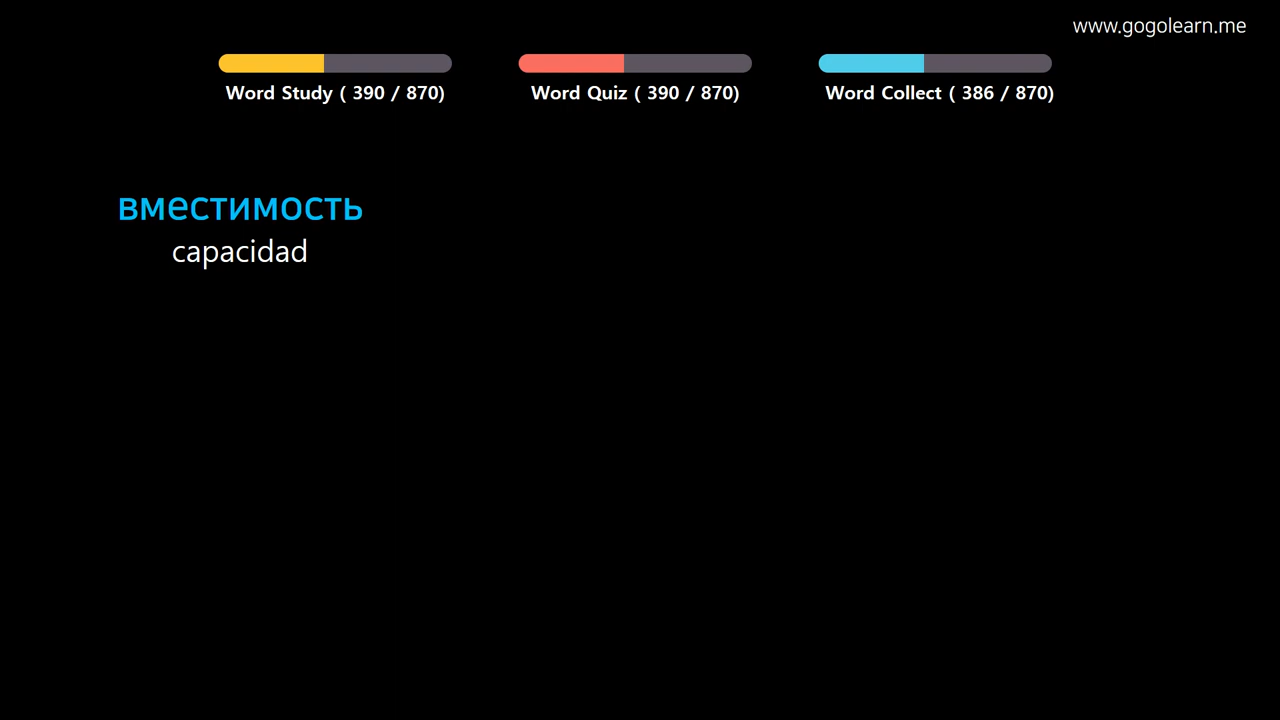 www.gogolearn.me
Word Study ( 390 / 870)
Word Quiz ( 390 / 870)
Word Collect ( 386 / 870)
вместимость
capacidad